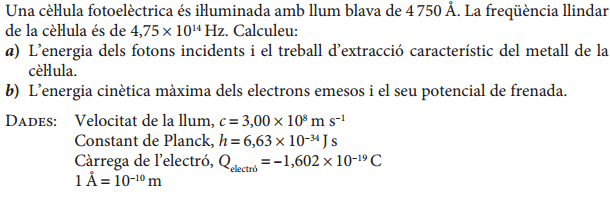 Una cèl·lula fotoelèctrica és il·luminada amb llum blava de 4 750 Å. La freqüència llindar
de la cèl·lula és de 4,75 × 10¹⁴ Hz. Calculeu:
a) L’energia dels fotons incidents i el treball d’extracció característic del metall de la
cèl·lula.
b) L’energia cinètica màxima dels electrons emesos i el seu potencial de frenada.
DADES: Velocitat de la llum, c = 3,00 × 10⁸ m s⁻¹
Constant de Planck, h = 6,63 × 10⁻³⁴ J s
Càrrega de l’electró, Q_electró = −1,602 × 10⁻¹⁹ C
1 Å = 10⁻¹⁰ m